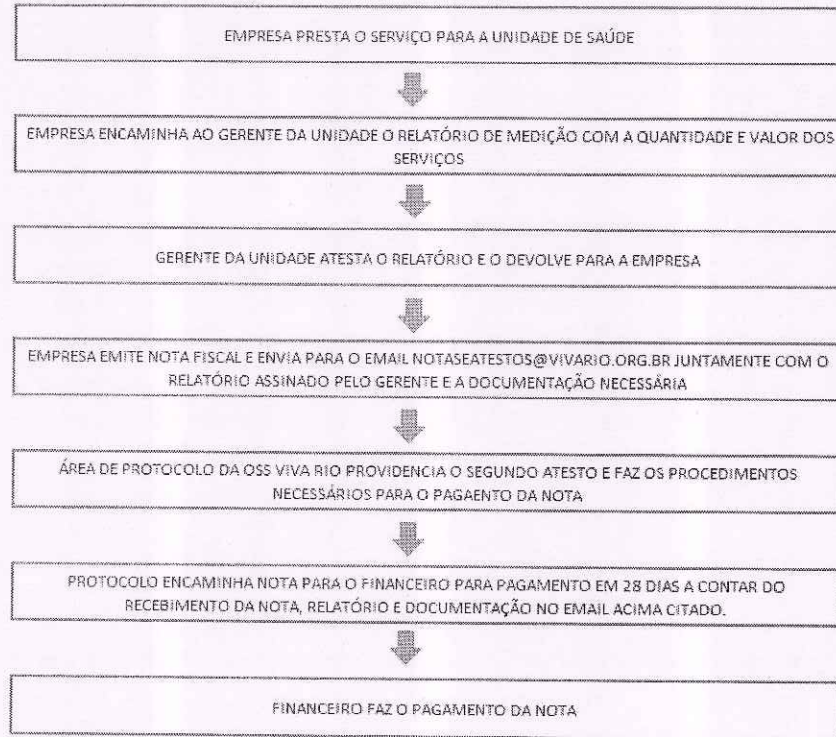 EMPRESA PRESTA O SERVIÇO PARA A UNIDADE DE SAÚDE
EMPRESA ENCAMINHA AO GERENTE DA UNIDADE O RELATÓRIO DE MEDIÇÃO COM A QUANTIDADE E VALOR DOS
SERVIÇOS
GERENTE DA UNIDADE ATESTA O RELATÓRIO E O DEVOLVE PARA A EMPRESA
EMPRESA EMITE NOTA FISCAL E ENVIA PARA O EMAIL NOTASEATESTOS@VIVARIO.ORG.BR JUNTAMENTE COM O
RELATÓRIO ASSINADO PELO GERENTE E A DOCUMENTAÇÃO NECESSÁRIA
ÁREA DE PROTOCOLO DA OSS VIVA RIO PROVIDENCIA O SEGUNDO ATESTO E FAZ OS PROCEDIMENTOS
NECESSÁRIOS PARA O PAGAENTO DA NOTA
PROTOCOLO ENCAMINHA NOTA PARA O FINANCEIRO PARA PAGAMENTO EM 28 DIAS A CONTAR DO
RECEBIMENTO DA NOTA, RELATÓRIO E DOCUMENTAÇÃO NO EMAIL ACIMA CITADO.
FINANCEIRO FAZ O PAGAMENTO DA NOTA